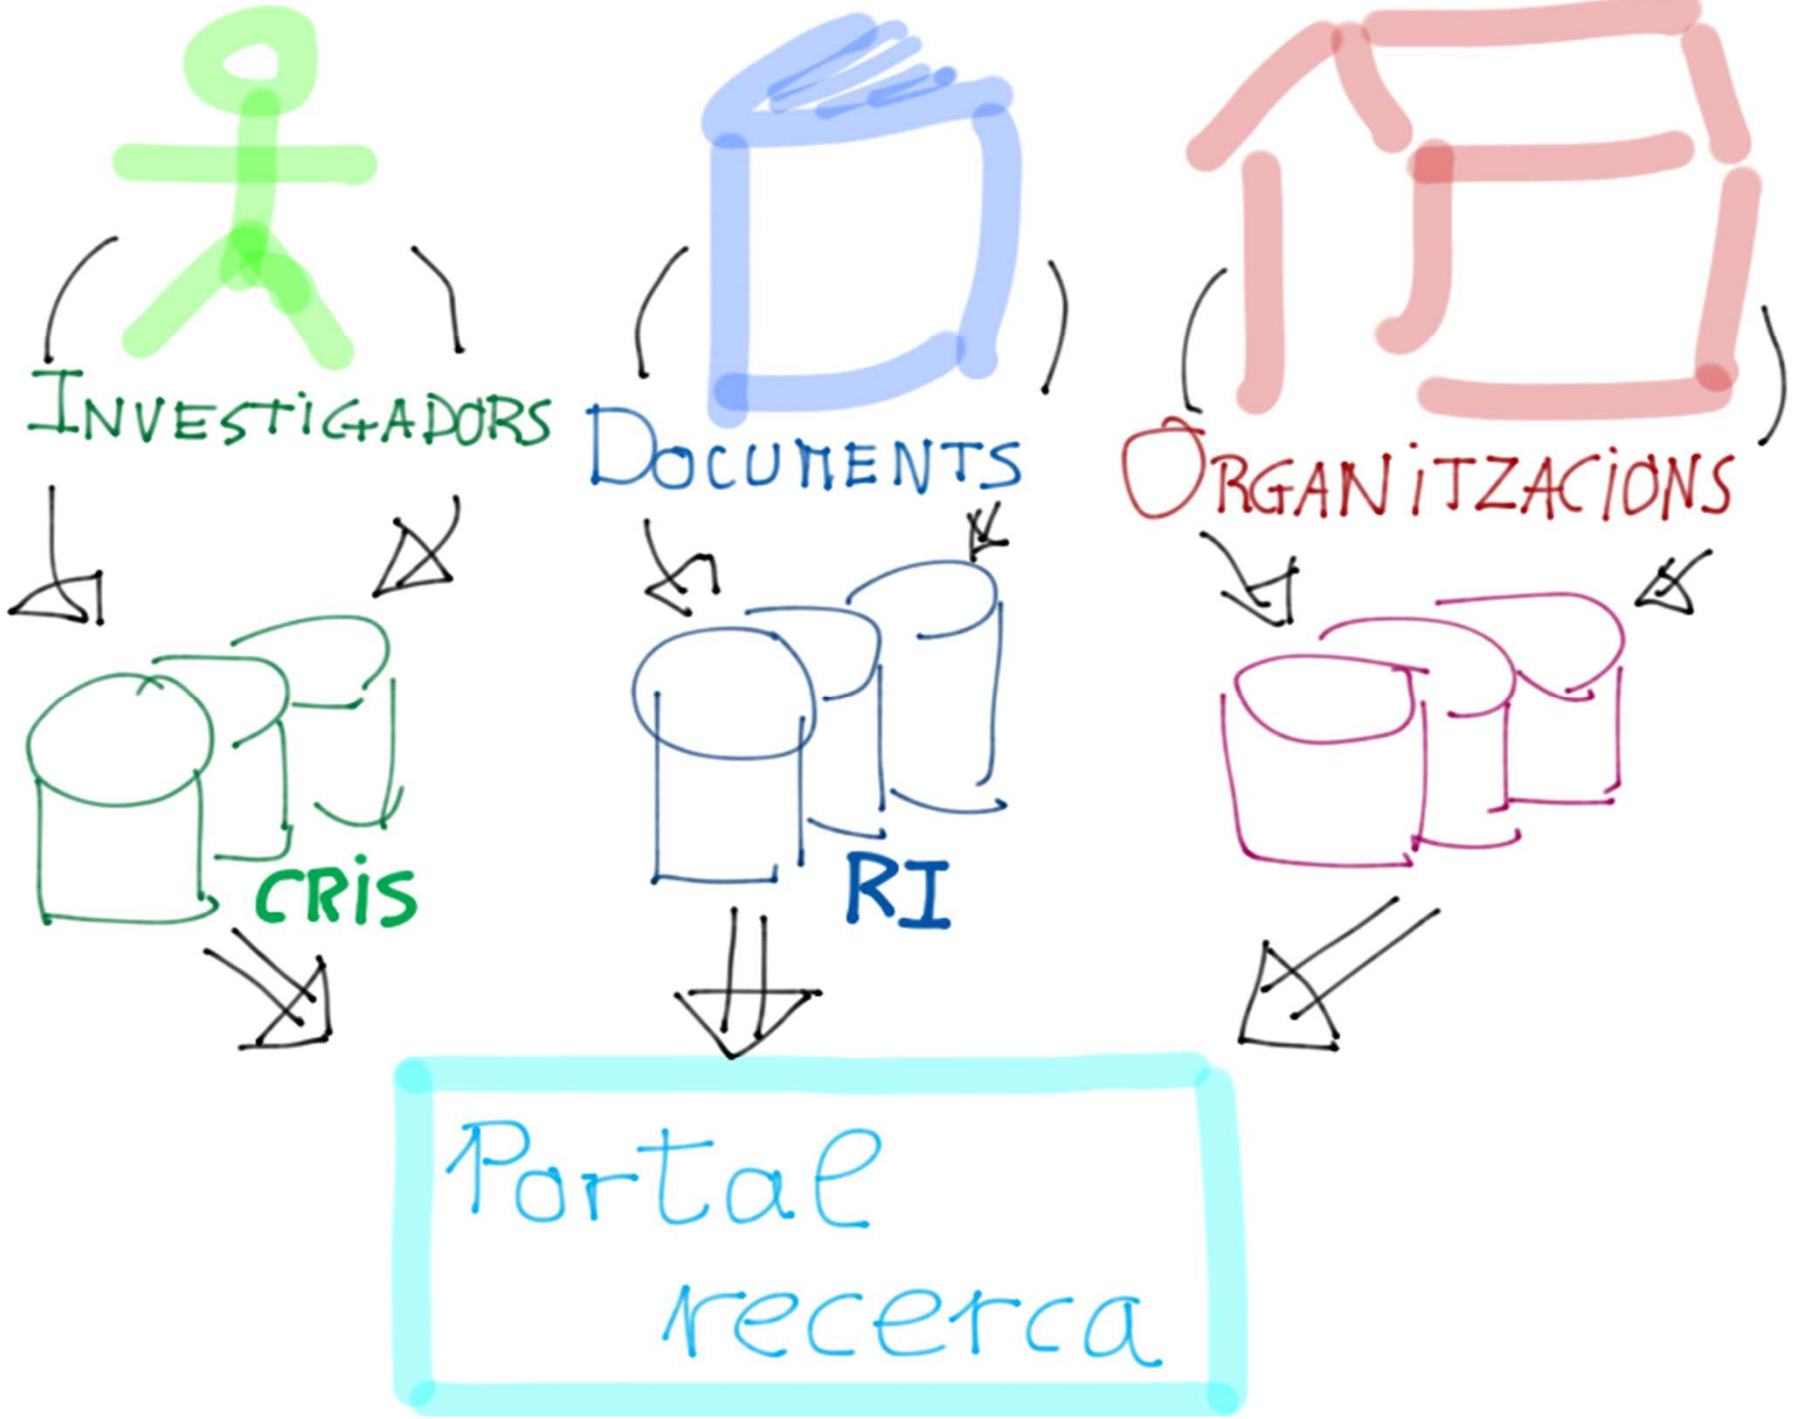 INVESTIGADORS
DOCUMENTS
ORGANITZACIONS
CRiS
RI
Portal
recerca